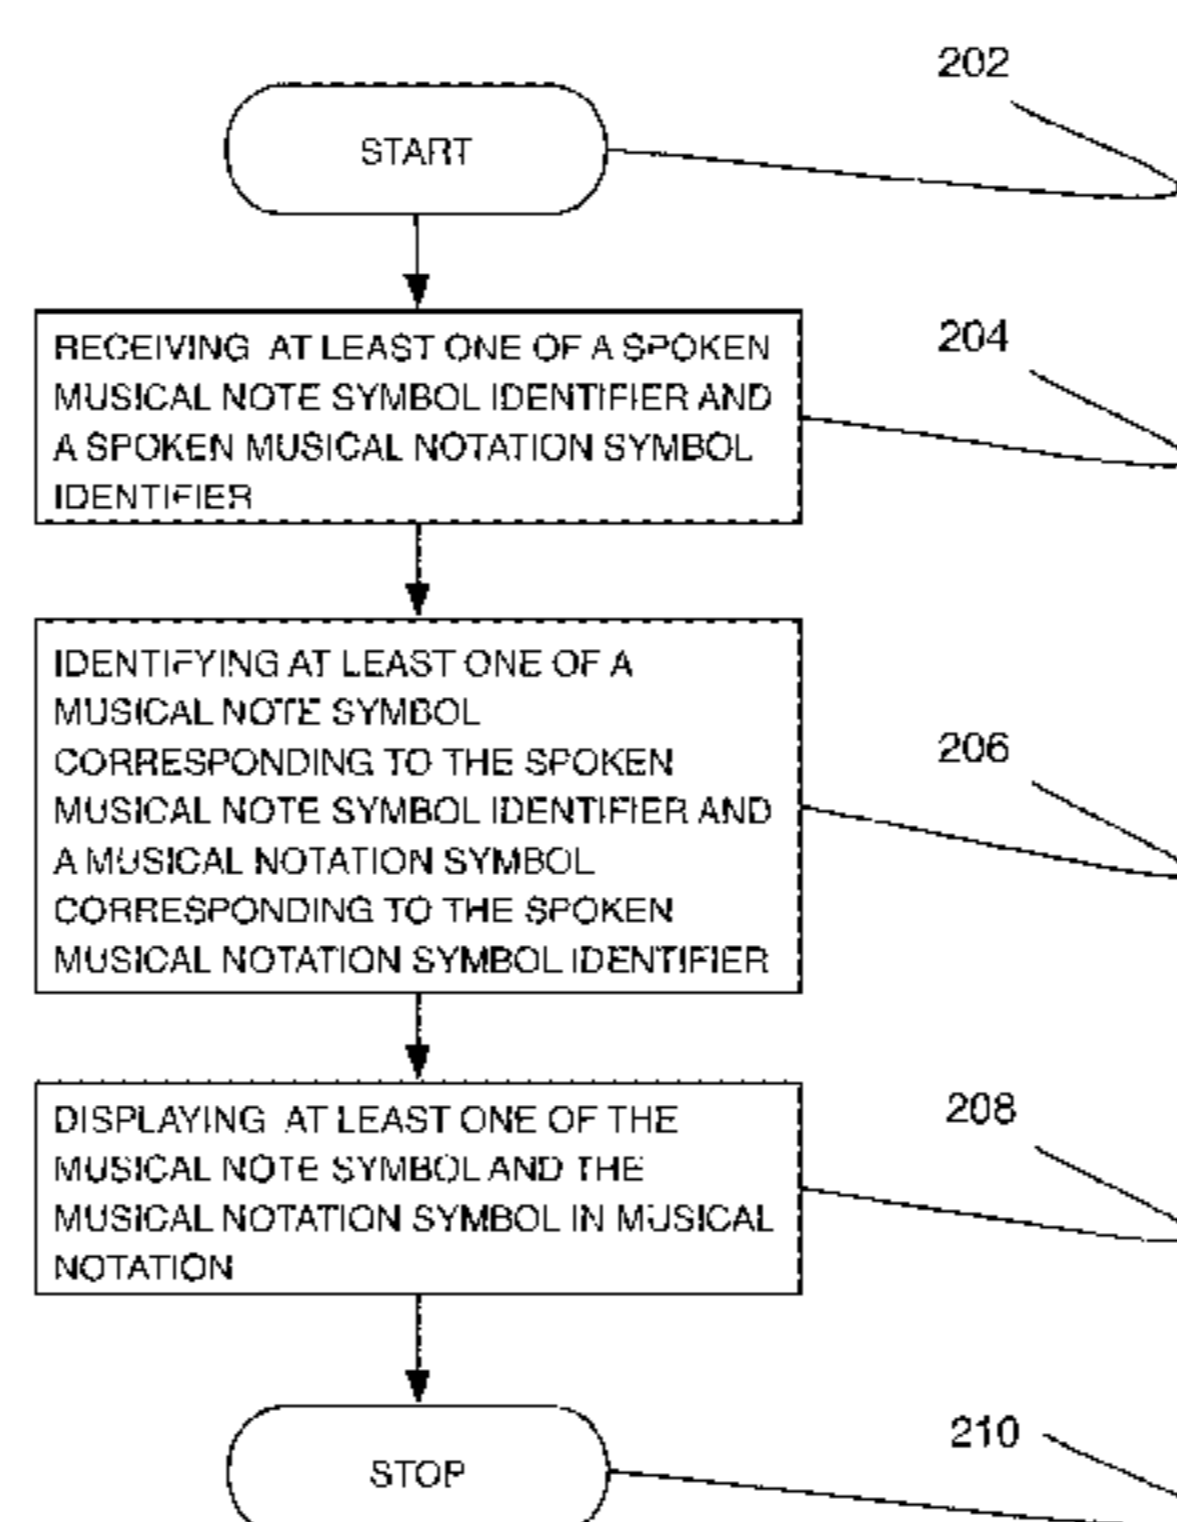 202
START
RECEIVING AT LEAST ONE OF A SPOKEN
MUSICAL NOTE SYMBOL IDENTIFIER AND
A SPOKEN MUSICAL NOTATION SYMBOL
IDENTIFIER
204
IDENTIFYING AT LEAST ONE OF A
MUSICAL NOTE SYMBOL
CORRESPONDING TO THE SPOKEN
MUSICAL NOTE SYMBOL IDENTIFIER AND
A MUSICAL NOTATION SYMBOL
CORRESPONDING TO THE SPOKEN
MUSICAL NOTATION SYMBOL IDENTIFIER
206
DISPLAYING AT LEAST ONE OF THE
MUSICAL NOTE SYMBOL AND THE
MUSICAL NOTATION SYMBOL IN MUSICAL
NOTATION
208
STOP
210